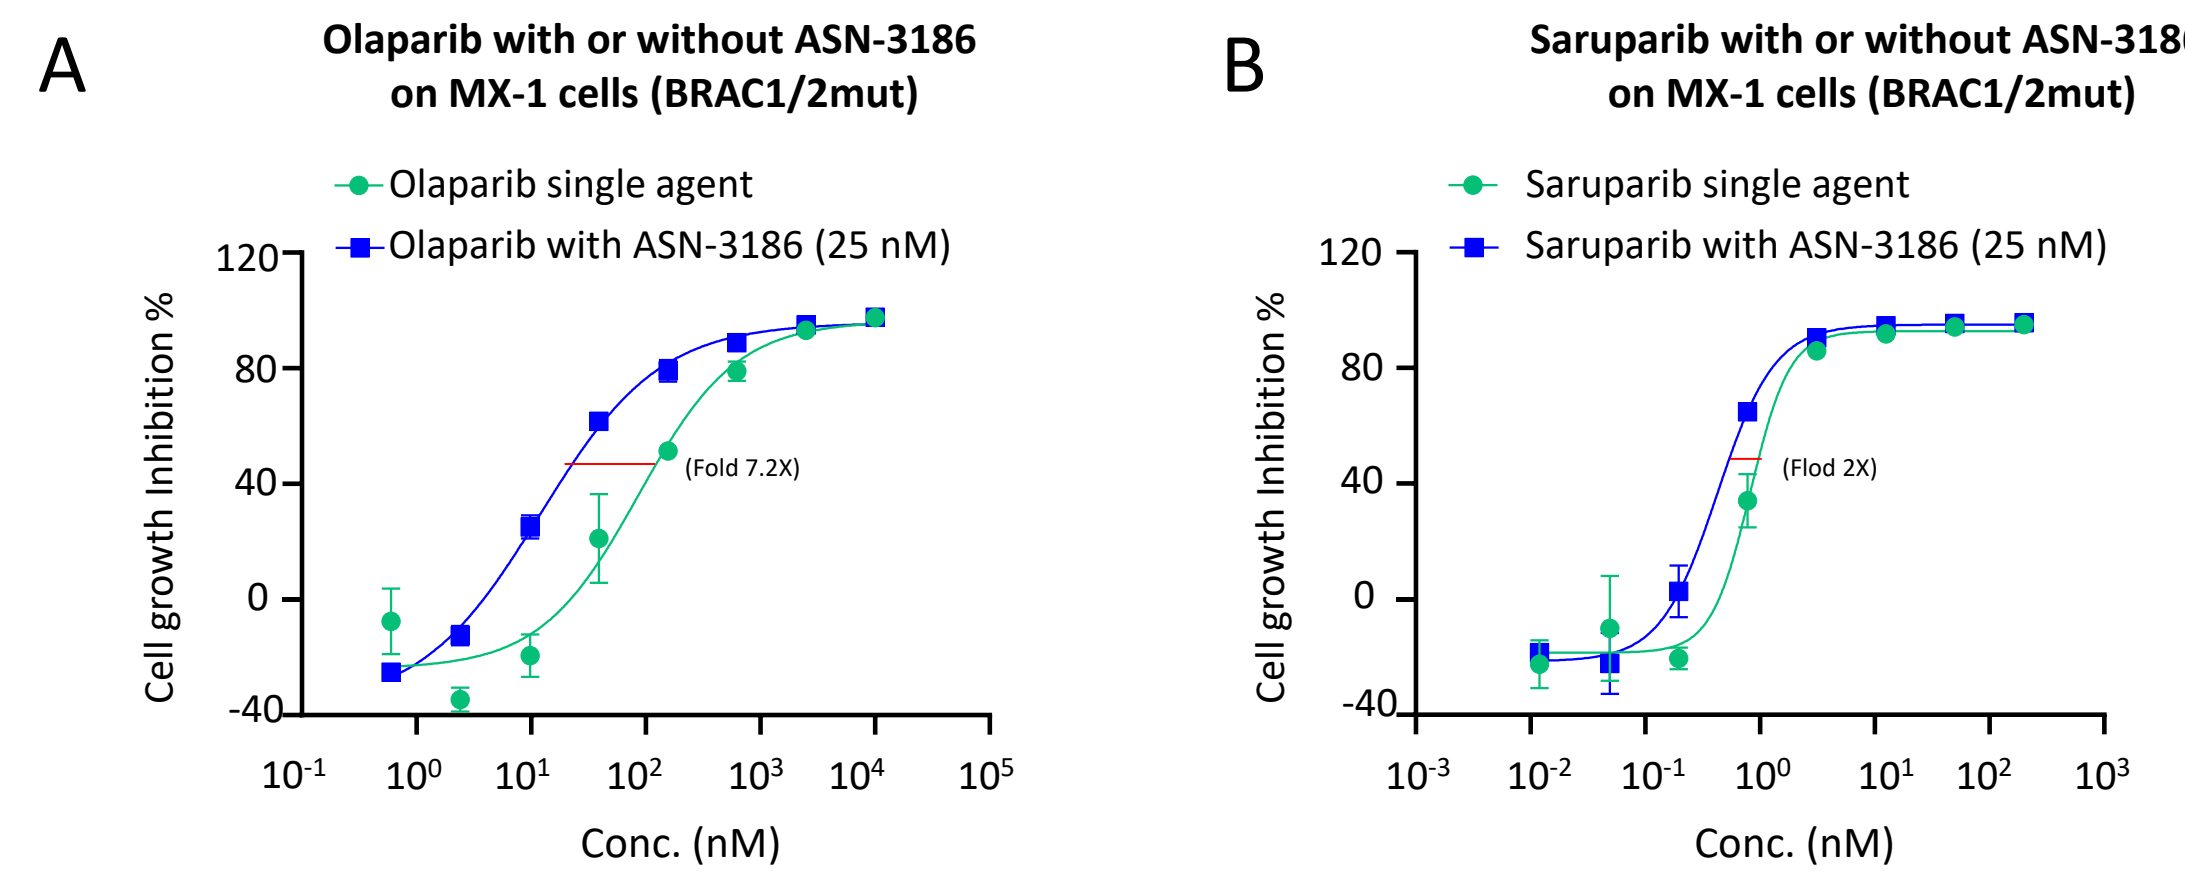 A
Olaparib with or without ASN-3186
on MX-1 cells (BRAC1/2mut)
Olaparib single agent
Olaparib with ASN-3186 (25 nM)
Cell growth Inhibition %
120
80
40
0
-40
(Fold 7.2X)
10-1 100 101 102 103 104 105
Conc. (nM)
B
Saruparib with or without ASN-318
on MX-1 cells (BRAC1/2mut)
Saruparib single agent
Saruparib with ASN-3186 (25 nM)
Cell growth Inhibition %
120
80
40
0
-40
(Flod 2X)
10-3 10-2 10-1 100 101 102 103
Conc. (nM)